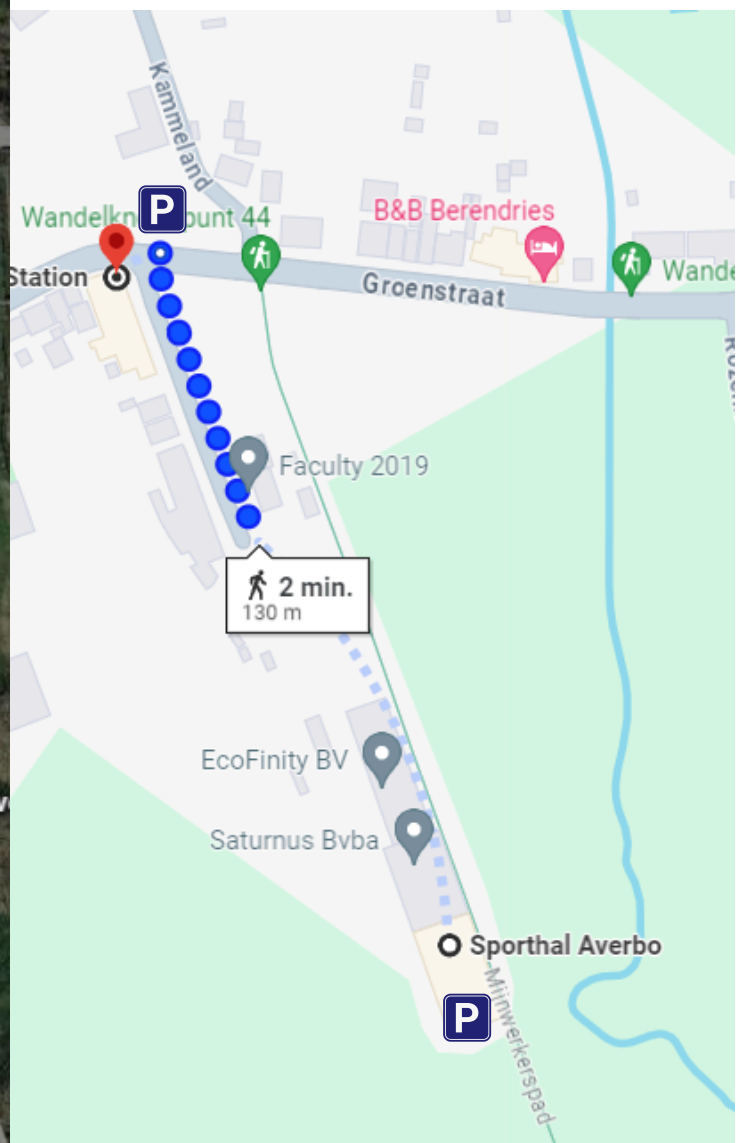 Kammeland
P
Wandelkn punt 44
B&B Berendries
Station
Wande
Groenstraat
Rozen
Faculty 2019
2 min.
130 m
EcoFinity BV
Saturnus Bvba
Sporthal Averbo
P
Mijnwerkerspad